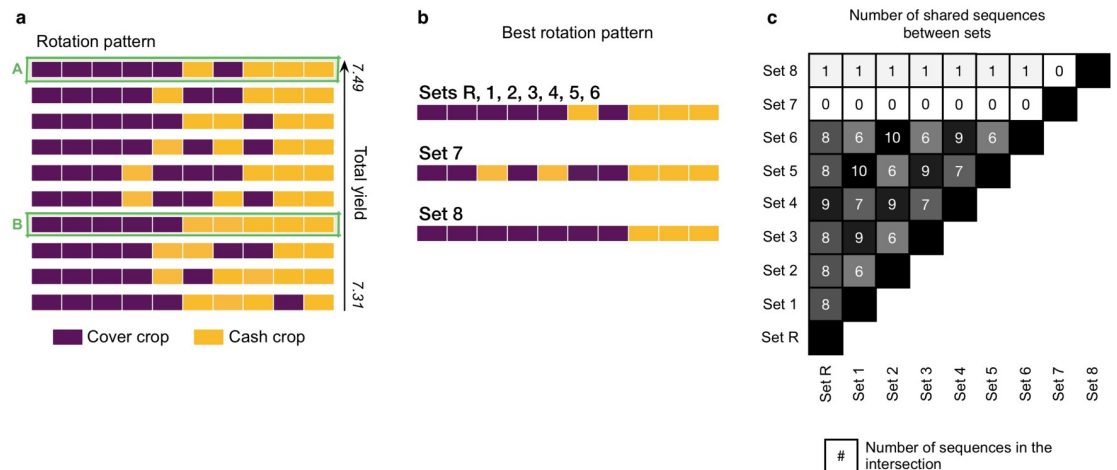 a
Rotation pattern
A
B
7.49
Total yield
7.31
Cover crop
Cash crop
b
Best rotation pattern
Sets R, 1, 2, 3, 4, 5, 6
Set 7
Set 8
c
Number of shared sequences
between sets
Set 8 1 1 1 1 1 1 1 0
Set 7 0 0 0 0 0 0 0
Set 6 8 6 10 6 9 6
Set 5 8 10 6 9 7
Set 4 9 7 9 7
Set 3 8 9 6
Set 2 8 6
Set 1 8
Set R
Set R Set 1 Set 2 Set 3 Set 4 Set 5 Set 6 Set 7 Set 8
# Number of sequences in the
intersection